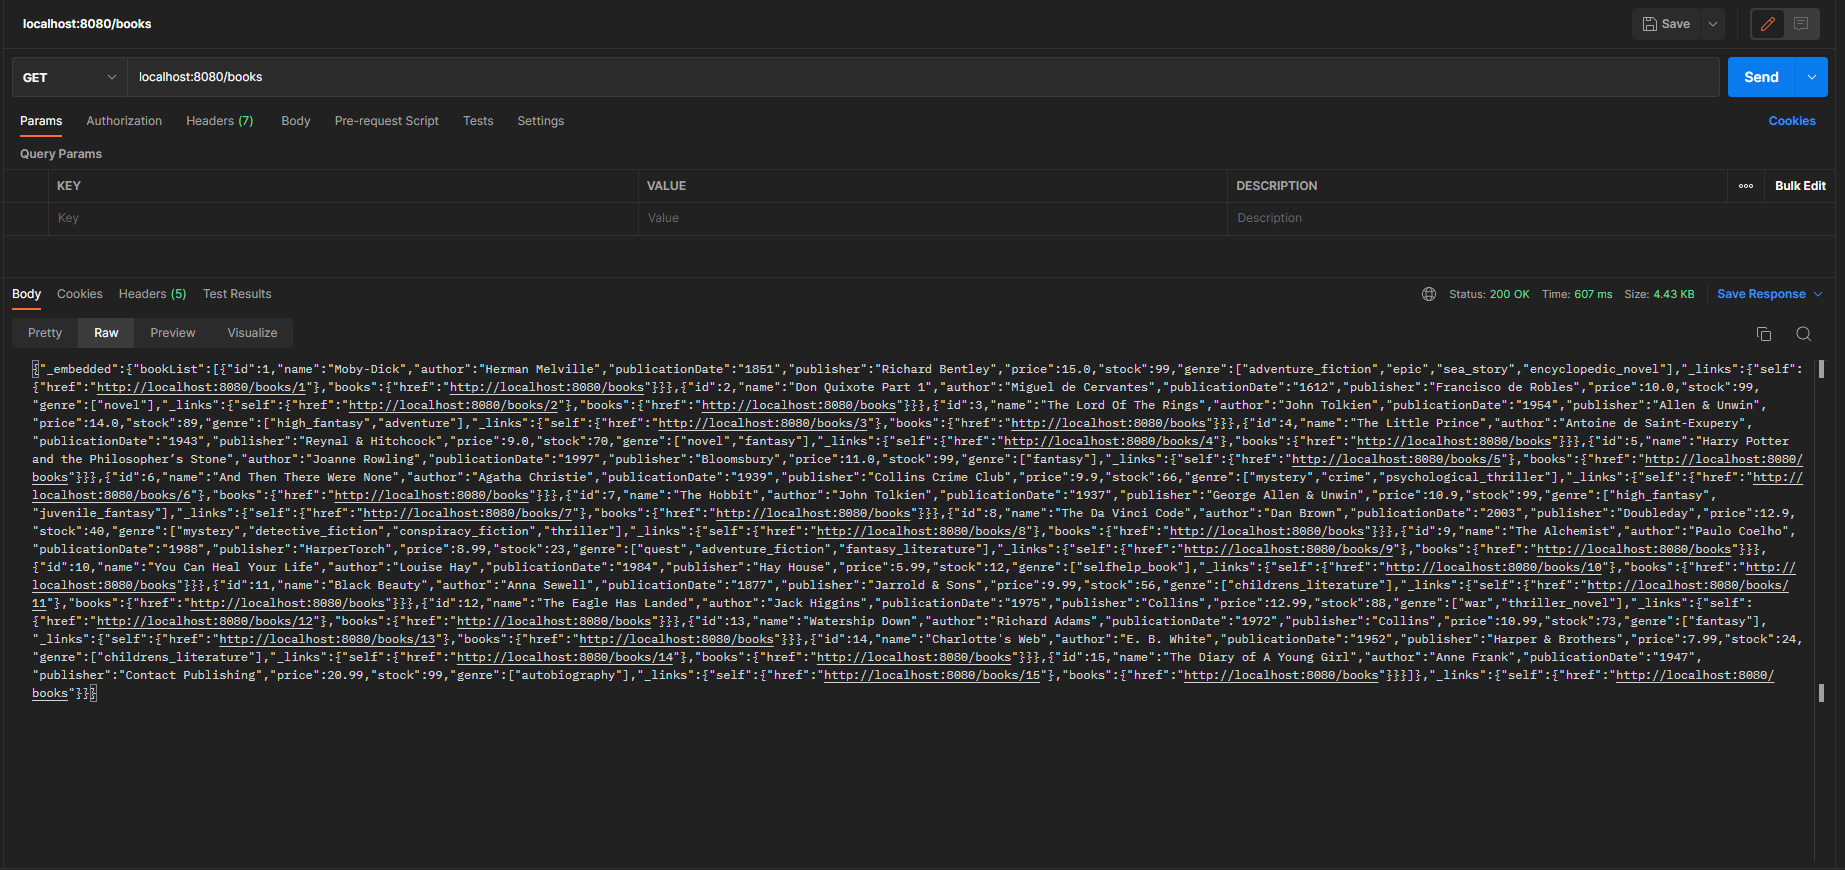 localhost:8080/books
Save
GET
localhost:8080/books
Send
Params Authorization Headers (7) Body Pre-request Script Tests Settings Cookies
Query Params
KEY VALUE DESCRIPTION ooo Bulk Edit
Key Value Description
Body Cookies Headers (5) Test Results Status: 200 OK Time: 607 ms Size: 4.43 KB Save Response
Pretty Raw Preview Visualize
{"_embedded":{"bookList":[{"id":1,"name":"Moby-Dick","author":"Herman Melville","publicationDate":"1851","publisher":"Richard Bentley","price":15.0,"stock":99,"genre":["adventure_fiction","epic","sea_story","encyclopedic_novel"],"_links":{"self":
{"href":"http://localhost:8080/books/1"},"books":{"href":"http://localhost:8080/books"}}},{"id":2,"name":"Don Quixote Part 1","author":"Miguel de Cervantes","publicationDate":"1612","publisher":"Francisco de Robles","price":10.0,"stock":99,
"genre":["novel"],"_links":{"self":{"href":"http://localhost:8080/books/2"},"books":{"href":"http://localhost:8080/books"}}},{"id":3,"name":"The Lord Of The Rings","author":"John Tolkien","publicationDate":"1954","publisher":"Allen & Unwin",
"price":14.0,"stock":89,"genre":["high_fantasy","adventure"],"_links":{"self":{"href":"http://localhost:8080/books/3"},"books":{"href":"http://localhost:8080/books"}}},{"id":4,"name":"The Little Prince","author":"Antoine de Saint-Exupery",
"publicationDate":"1943","publisher":"Reynal & Hitchcock","price":9.0,"stock":70,"genre":["novel","fantasy"],"_links":{"self":{"href":"http://localhost:8080/books/4"},"books":{"href":"http://localhost:8080/books"}}},{"id":5,"name":"Harry Potter
and the Philosopher’s Stone","author":"Joanne Rowling","publicationDate":"1997","publisher":"Bloomsbury","price":11.0,"stock":99,"genre":["fantasy"],"_links":{"self":{"href":"http://localhost:8080/books/5"},"books":{"href":"http://localhost:8080/
books"}}},{"id":6,"name":"And Then There Were None","author":"Agatha Christie","publicationDate":"1939","publisher":"Collins Crime Club","price":9.9,"stock":66,"genre":["mystery","crime","psychological_thriller"],"_links":{"self":{"href":"http://
localhost:8080/books/6"},"books":{"href":"http://localhost:8080/books"}}},{"id":7,"name":"The Hobbit","author":"John Tolkien","publicationDate":"1937","publisher":"George Allen & Unwin","price":10.9,"stock":99,"genre":["high_fantasy",
"juvenile_fantasy"],"_links":{"self":{"href":"http://localhost:8080/books/7"},"books":{"href":"http://localhost:8080/books"}}},{"id":8,"name":"The Da Vinci Code","author":"Dan Brown","publicationDate":"2003","publisher":"Doubleday","price":12.9,
"stock":40,"genre":["mystery","detective_fiction","conspiracy_fiction","thriller"],"_links":{"self":{"href":"http://localhost:8080/books/8"},"books":{"href":"http://localhost:8080/books"}}},{"id":9,"name":"The Alchemist","author":"Paulo Coelho",
"publicationDate":"1988","publisher":"HarperTorch","price":8.99,"stock":23,"genre":["quest","adventure_fiction","fantasy_literature"],"_links":{"self":{"href":"http://localhost:8080/books/9"},"books":{"href":"http://localhost:8080/books"}}},
{"id":10,"name":"You Can Heal Your Life","author":"Louise Hay","publicationDate":"1984","publisher":"Hay House","price":5.99,"stock":12,"genre":["selfhelp_book"],"_links":{"self":{"href":"http://localhost:8080/books/10"},"books":{"href":"http://
localhost:8080/books"}}},{"id":11,"name":"Black Beauty","author":"Anna Sewell","publicationDate":"1877","publisher":"Jarrold & Sons","price":9.99,"stock":56,"genre":["childrens_literature"],"_links":{"self":{"href":"http://localhost:8080/books/
11"},"books":{"href":"http://localhost:8080/books"}}},{"id":12,"name":"The Eagle Has Landed","author":"Jack Higgins","publicationDate":"1975","publisher":"Collins","price":12.99,"stock":88,"genre":["war","thriller_novel"],"_links":{"self":
{"href":"http://localhost:8080/books/12"},"books":{"href":"http://localhost:8080/books"}}},{"id":13,"name":"Watership Down","author":"Richard Adams","publicationDate":"1972","publisher":"Collins","price":10.99,"stock":73,"genre":["fantasy"],
"_links":{"self":{"href":"http://localhost:8080/books/13"},"books":{"href":"http://localhost:8080/books"}}},{"id":14,"name":"Charlotte's Web","author":"E. B. White","publicationDate":"1952","publisher":"Harper & Brothers","price":7.99,"stock":24,
"genre":["childrens_literature"],"_links":{"self":{"href":"http://localhost:8080/books/14"},"books":{"href":"http://localhost:8080/books"}}},{"id":15,"name":"The Diary of A Young Girl","author":"Anne Frank","publicationDate":"1947",
"publisher":"Contact Publishing","price":20.99,"stock":99,"genre":["autobiography"],"_links":{"self":{"href":"http://localhost:8080/books/15"},"books":{"href":"http://localhost:8080/books"}}}]},"_links":{"self":{"href":"http://localhost:8080/
books"}}}